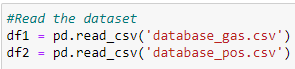 #Read the dataset
df1 = pd.read_csv('database_gas.csv')
df2 = pd.read_csv('database_pos.csv')